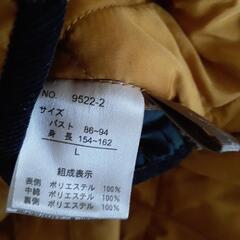 NO. 9522-2
サイズ
バスト 86~94
身 長 154~162
L
組成表示
表側 ポリエステル 100%
中綿 ポリエステル 100%
裏側 ポリエステル 100%